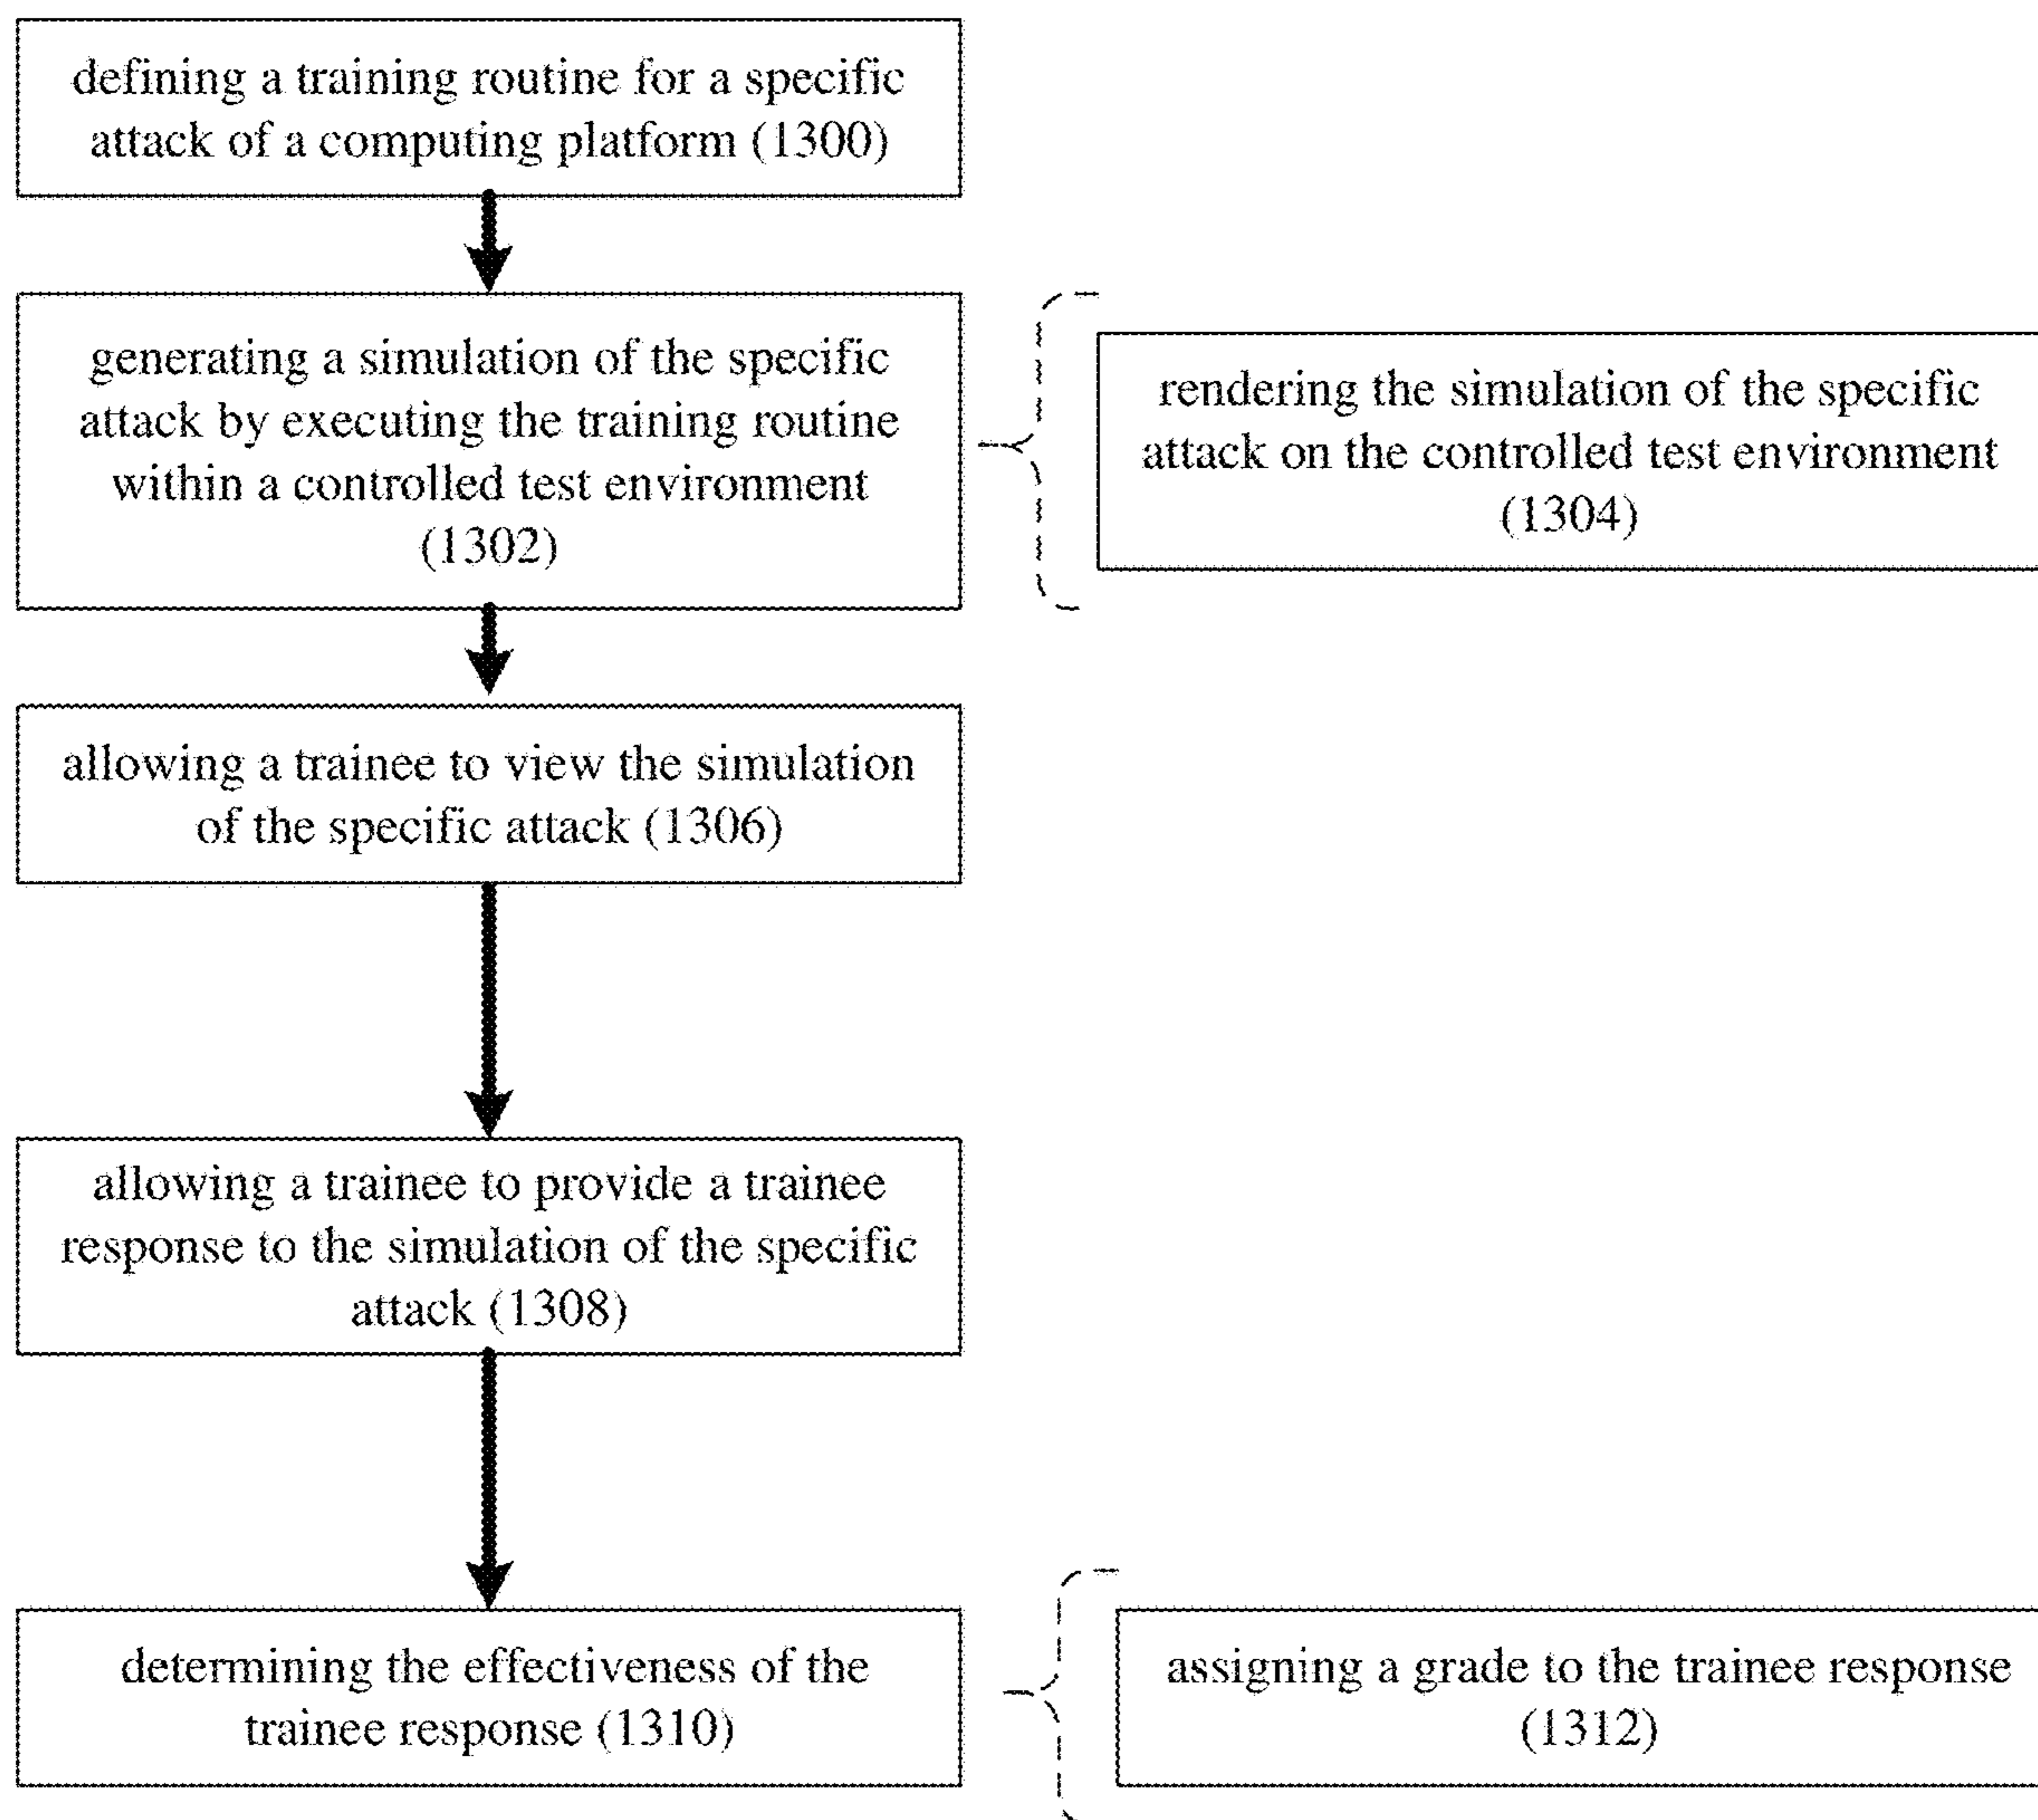 defining a training routine for a specific
attack of a computing platform (1300)
generating a simulation of the specific
attack by executing the training routine
within a controlled test environment
(1302)
rendering the simulation of the specific
attack on the controlled test environment
(1304)
allowing a trainee to view the simulation
of the specific attack (1306)
allowing a trainee to provide a trainee
response to the simulation of the specific
attack (1308)
determining the effectiveness of the
trainee response (1310)
assigning a grade to the trainee response
(1312)